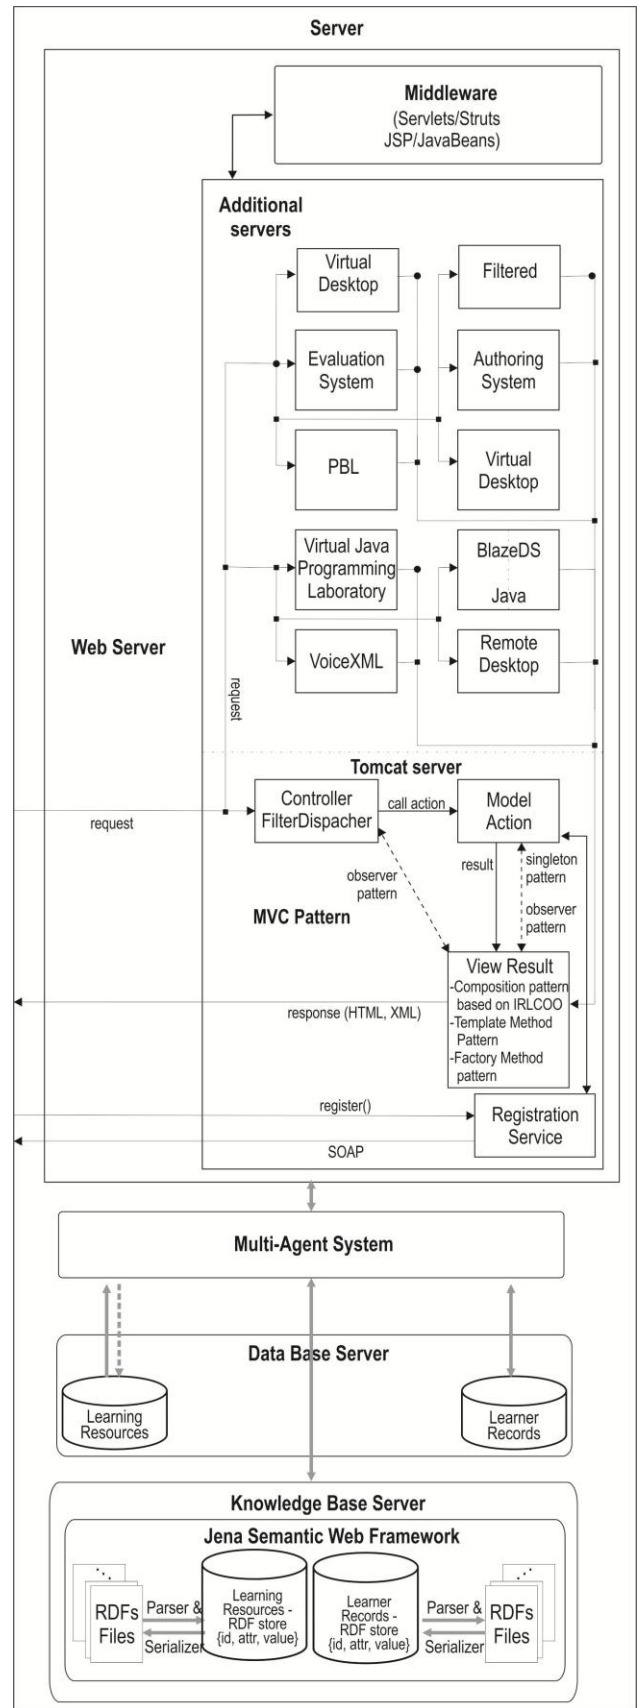 Server
Middleware
(Servlets/Struts
JSP/JavaBeans)
Additional
servers
Virtual
Desktop
Filtered
Evaluation
System
Authoring
System
PBL
Virtual
Desktop
Virtual Java
Programming
Laboratory
BlazeDS
Java
Web Server
VoiceXML
Remote
Desktop
request
Tomcat server
request
Controller
FilterDispacher
call action
Model
Action
observer
pattern
result
singleton
pattern
observer
pattern
MVC Pattern
View Result
-Composition pattern
based on IRLCOO
-Template Method
Pattern
-Factory Method
pattern
response (HTML, XML)
register()
Registration
Service
SOAP
Multi-Agent System
Data Base Server
Learning
Resources
Learner
Records
Knowledge Base Server
Jena Semantic Web Framework
RDFs
Files
Parser &
Serializer
Learning
Resources -
RDF store
{id, attr, value}
Learner
Records -
RDF store
{id, attr, value}
Parser &
Serializer
RDFs
Files